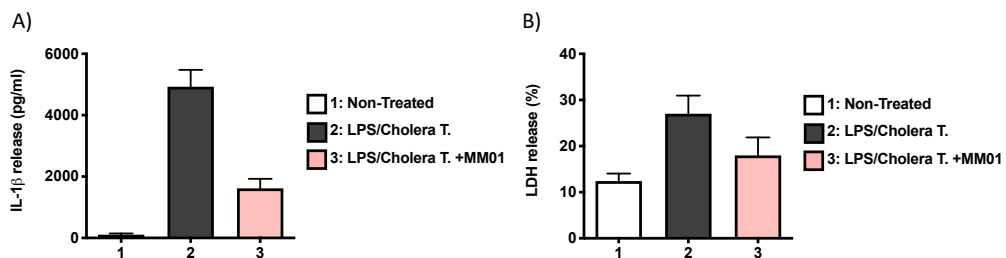 A)
IL-1β release (pg/ml)
6000
4000
2000
0
1
2
3
1: Non-Treated
2: LPS/Cholera T.
3: LPS/Cholera T. +MM01
B)
LDH release (%)
40
30
20
10
0
1
2
3
1: Non-Treated
2: LPS/Cholera T.
3: LPS/Cholera T. +MM01